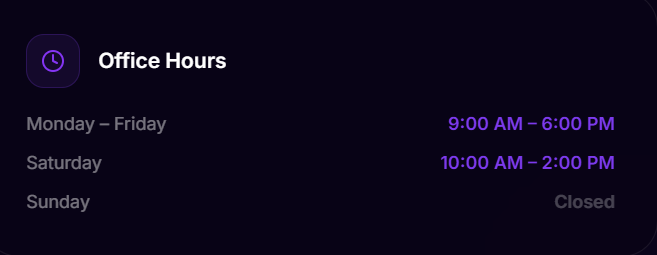 Office Hours
Monday – Friday 9:00 AM – 6:00 PM
Saturday 10:00 AM – 2:00 PM
Sunday Closed